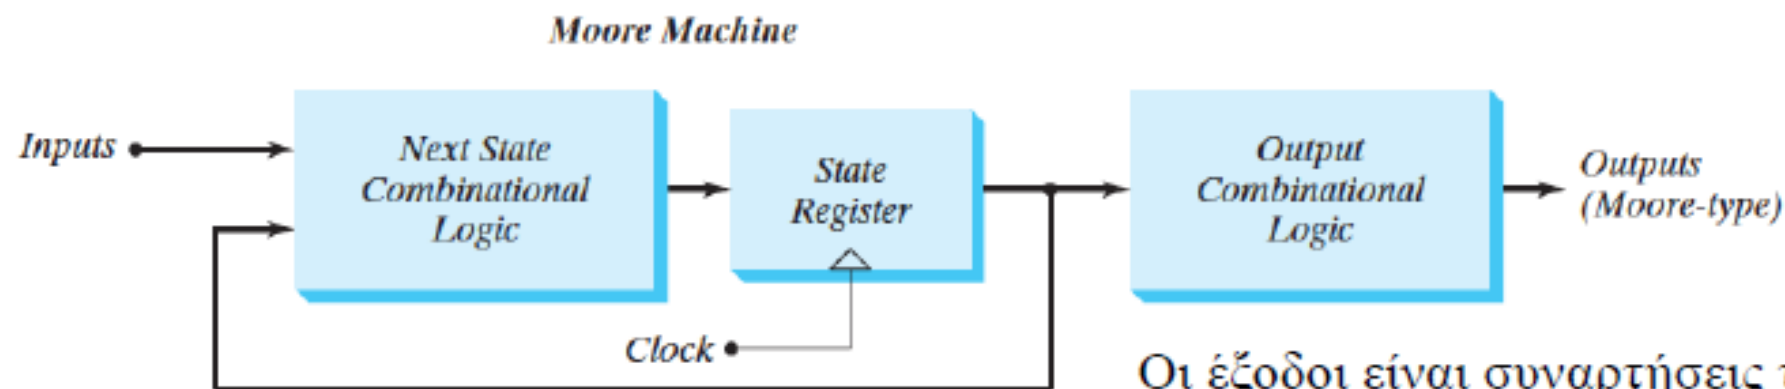 Moore Machine
Inputs
Next State
Combinational
Logic
State
Register
Clock
Output
Combinational
Logic
Outputs
(Moore-type)
Οι έξοδοι είναι συναρτήσεις